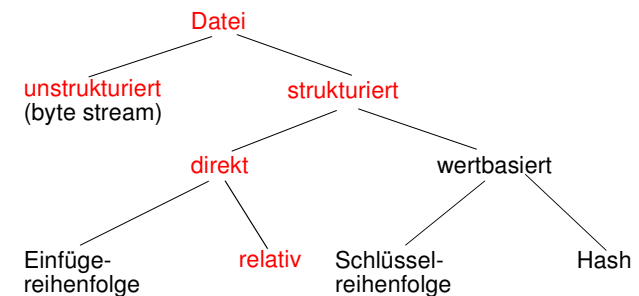 Datei
unstrukturiert
(byte stream)
strukturiert
direkt
wertbasiert
Einfüge-
reihenfolge
relativ
Schlüssel-
reihenfolge
Hash